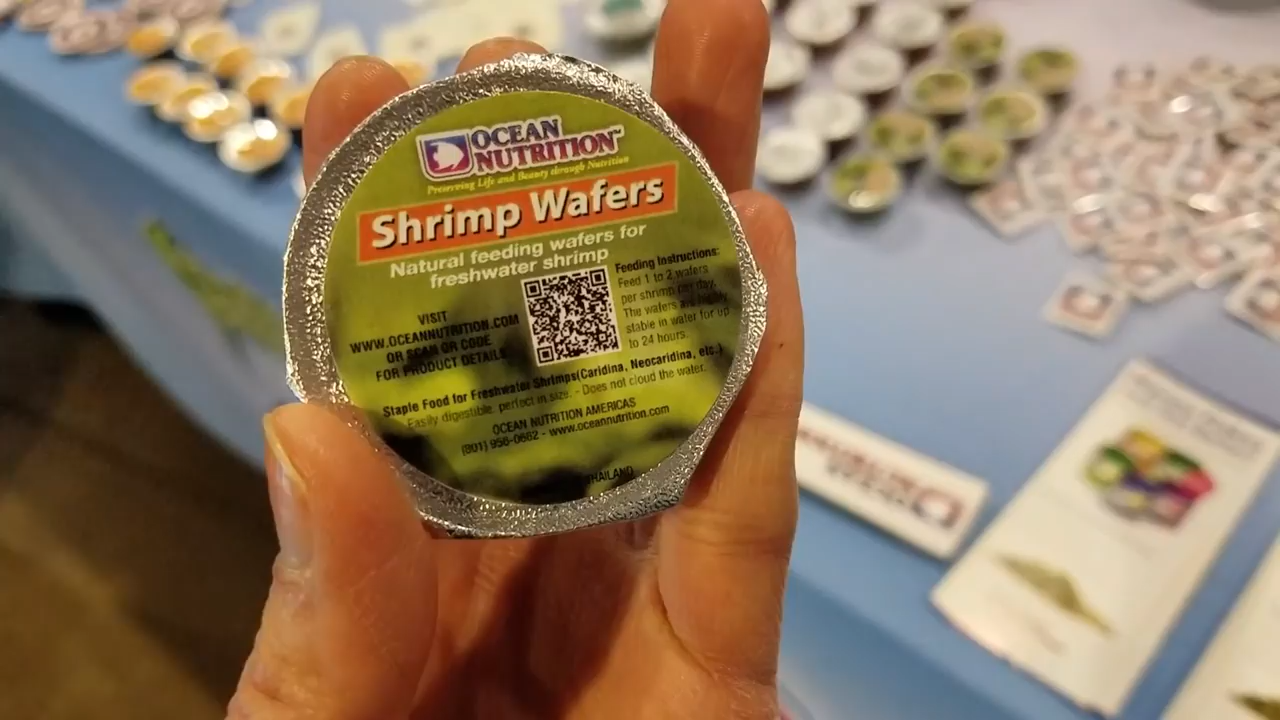 OCEAN
NUTRITION™
Preserving Life and Beauty through Nutrition
Shrimp Wafers
Natural feeding wafers for
freshwater shrimp
Feeding Instructions:
Feed 1 to 2 wafers
per shrimp per day.
The wafers are highly
stable in water for up
to 24 hours.
VISIT
WWW.OCEANNUTRITION.COM
OR SCAN QR CODE
FOR PRODUCT DETAILS
Staple Food for Freshwater Shrimps(Caridina, Neocaridina, etc.)
Easily digestible. perfect in size. - Does not cloud the water.
OCEAN NUTRITION AMERICAS
(801) 956-0662 - www.oceannutrition.com
THAILAND